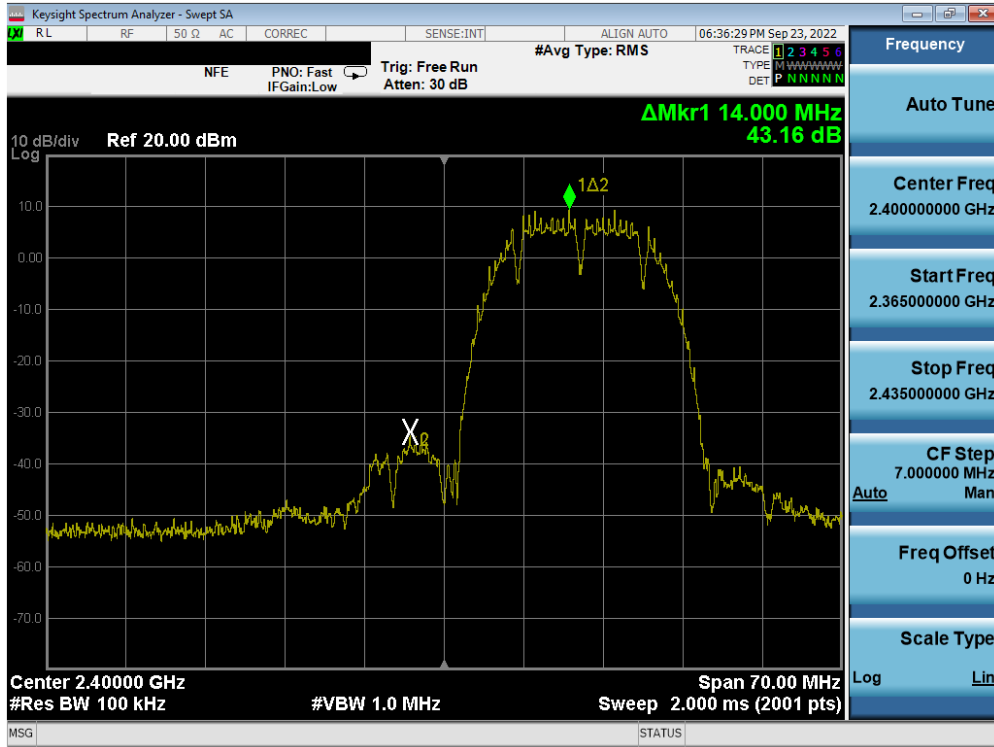 Keysight Spectrum Analyzer - Swept SA
LXI RL RF 50 Ω AC CORREC SENSE:INT ALIGN AUTO 06:36:29 PM Sep 23, 2022
NFE PNO: Fast IFGain:Low
Trig: Free Run
Atten: 30 dB
#Avg Type: RMS
TRACE 1 2 3 4 5 6
TYPE M WWWWW
DET P N N N N N
ΔMkr1 14.000 MHz
43.16 dB
10 dB/div Ref 20.00 dBm
Log
1Δ2
10.0
0.00
-10.0
-20.0
-30.0
X2
-40.0
-50.0
-60.0
-70.0
Center 2.40000 GHz Span 70.00 MHz
#Res BW 100 kHz #VBW 1.0 MHz Sweep 2.000 ms (2001 pts)
MSG STATUS
Frequency
Auto Tune
Center Freq
2.400000000 GHz
Start Freq
2.365000000 GHz
Stop Freq
2.435000000 GHz
CF Step
7.000000 MHz
Auto Man
Freq Offset
0 Hz
Scale Type
Log Lin